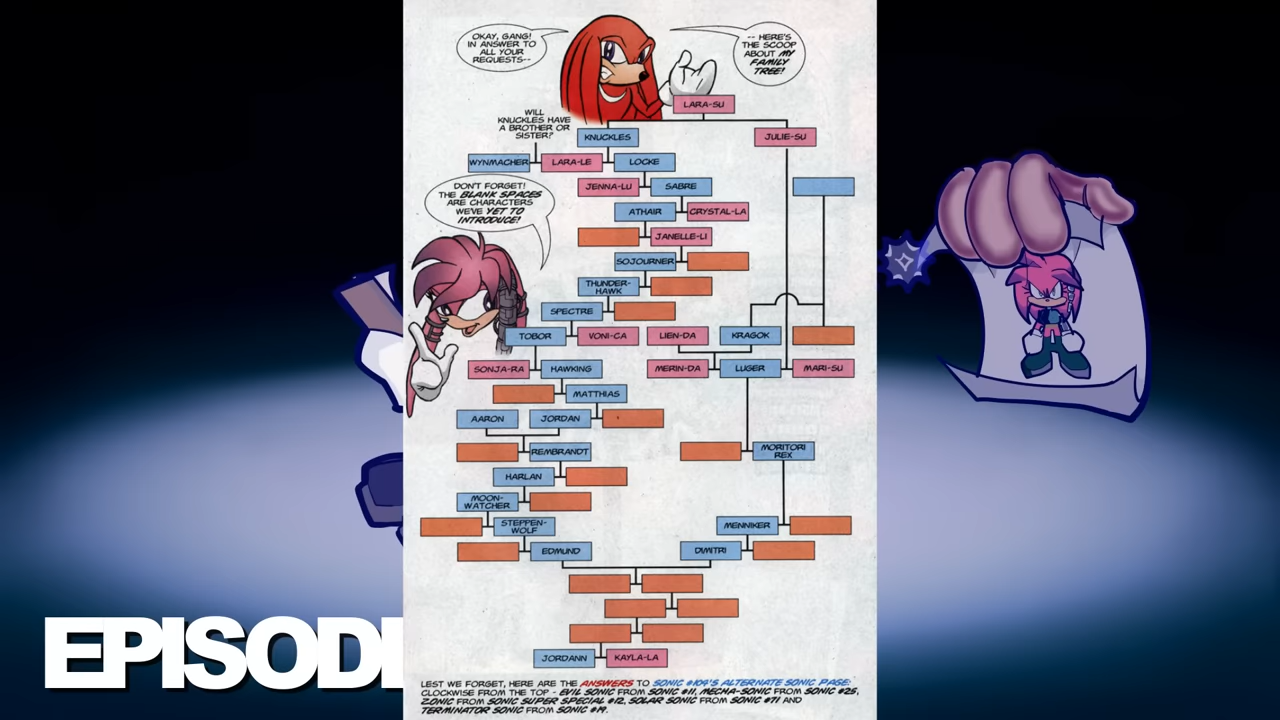 OKAY, GANG!
IN ANSWER TO
ALL YOUR
REQUESTS--
-- HERE'S
THE SCOOP
ABOUT MY
FAMILY
TREE!
LARA-SU
WILL
KNUCKLES HAVE
A BROTHER OR
SISTER?
KNUCKLES
JULIE-SU
WYNMACHER
LARA-LE
LOCKE
DON'T FORGET!
THE BLANK SPACES
ARE CHARACTERS
WE'VE YET TO
INTRODUCE!
JENNA-LU
SABRE
ATHAIR
CRYSTAL-LA
JANELLE-LI
SOJOURNER
THUNDER-
HAWK
SPECTRE
TOBOR
VONI-CA
LIEN-DA
KRAGOK
SONJA-RA
HAWKING
MERIN-DA
LUGER
MARI-SU
MATTHIAS
AARON
JORDAN
REMBRANDT
MORITORI
REX
HARLAN
MOON-
WATCHER
STEPPEN-
WOLF
MENNIKER
EDMUND
DIMITRI
JORDANN
KAYLA-LA
EPISOD
LEST WE FORGET, HERE ARE THE ANSWERS TO SONIC #104'S ALTERNATE SONIC PAGE:
CLOCKWISE FROM THE TOP - EVIL SONIC FROM SONIC #11, MECHA-SONIC FROM SONIC #25,
ZONIC FROM SONIC SUPER SPECIAL #12, SOLAR SONIC FROM SONIC #71 AND
TERMINATOR SONIC FROM SONIC #19.